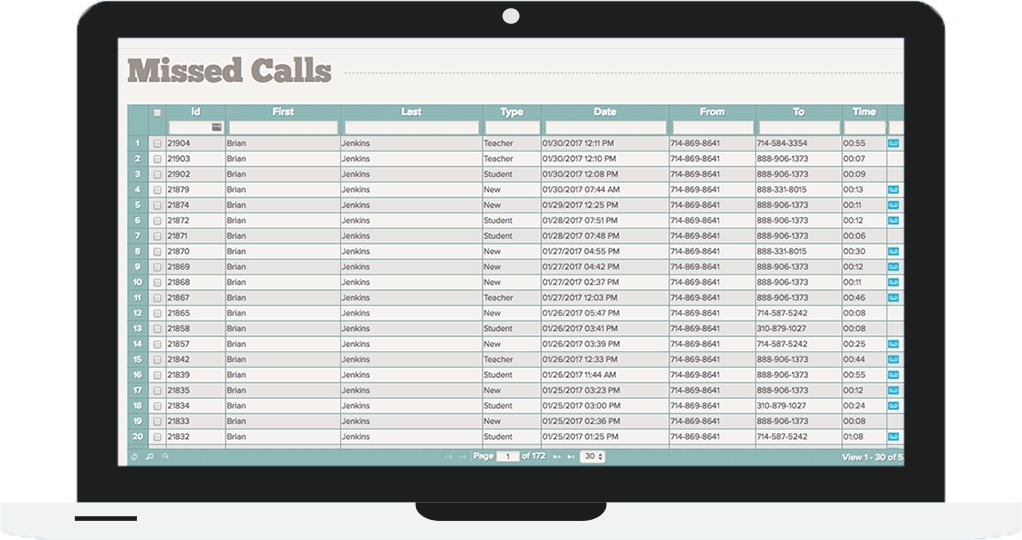 Missed Calls
Id First Last Type Date From To Time
1 21904 Brian Jenkins Teacher 01/30/2017 12:11 PM 714-869-8641 714-584-3354 00:55
2 21903 Brian Jenkins Teacher 01/30/2017 12:10 PM 714-869-8641 888-906-1373 00:07
3 21902 Brian Jenkins Student 01/30/2017 12:08 PM 714-869-8641 888-906-1373 00:09
4 21879 Brian Jenkins New 01/30/2017 07:44 AM 714-869-8641 888-331-8015 00:13
5 21874 Brian Jenkins New 01/29/2017 12:25 PM 714-869-8641 888-906-1373 00:11
6 21872 Brian Jenkins Student 01/28/2017 07:51 PM 714-869-8641 888-906-1373 00:12
7 21871 Brian Jenkins Student 01/28/2017 07:48 PM 714-869-8641 888-906-1373 00:06
8 21870 Brian Jenkins New 01/27/2017 04:55 PM 714-869-8641 888-331-8015 00:30
9 21869 Brian Jenkins New 01/27/2017 04:42 PM 714-869-8641 888-906-1373 00:12
10 21868 Brian Jenkins New 01/27/2017 02:37 PM 714-869-8641 888-906-1373 00:11
11 21867 Brian Jenkins Teacher 01/27/2017 12:03 PM 714-869-8641 888-906-1373 00:46
12 21865 Brian Jenkins New 01/26/2017 05:47 PM 714-869-8641 714-587-5242 00:08
13 21858 Brian Jenkins Student 01/26/2017 03:41 PM 714-869-8641 310-879-1027 00:08
14 21857 Brian Jenkins New 01/26/2017 03:39 PM 714-869-8641 714-587-5242 00:25
15 21842 Brian Jenkins Teacher 01/26/2017 12:33 PM 714-869-8641 888-906-1373 00:44
16 21839 Brian Jenkins Student 01/26/2017 11:44 AM 714-869-8641 888-906-1373 00:55
17 21835 Brian Jenkins New 01/25/2017 03:23 PM 714-869-8641 888-906-1373 00:12
18 21834 Brian Jenkins Student 01/25/2017 03:00 PM 714-869-8641 310-879-1027 00:24
19 21833 Brian Jenkins New 01/25/2017 02:36 PM 714-869-8641 888-906-1373 00:08
20 21832 Brian Jenkins Student 01/25/2017 01:25 PM 714-869-8641 714-587-5242 01:08
Page 1 of 172 30 View 1 - 30 of 5